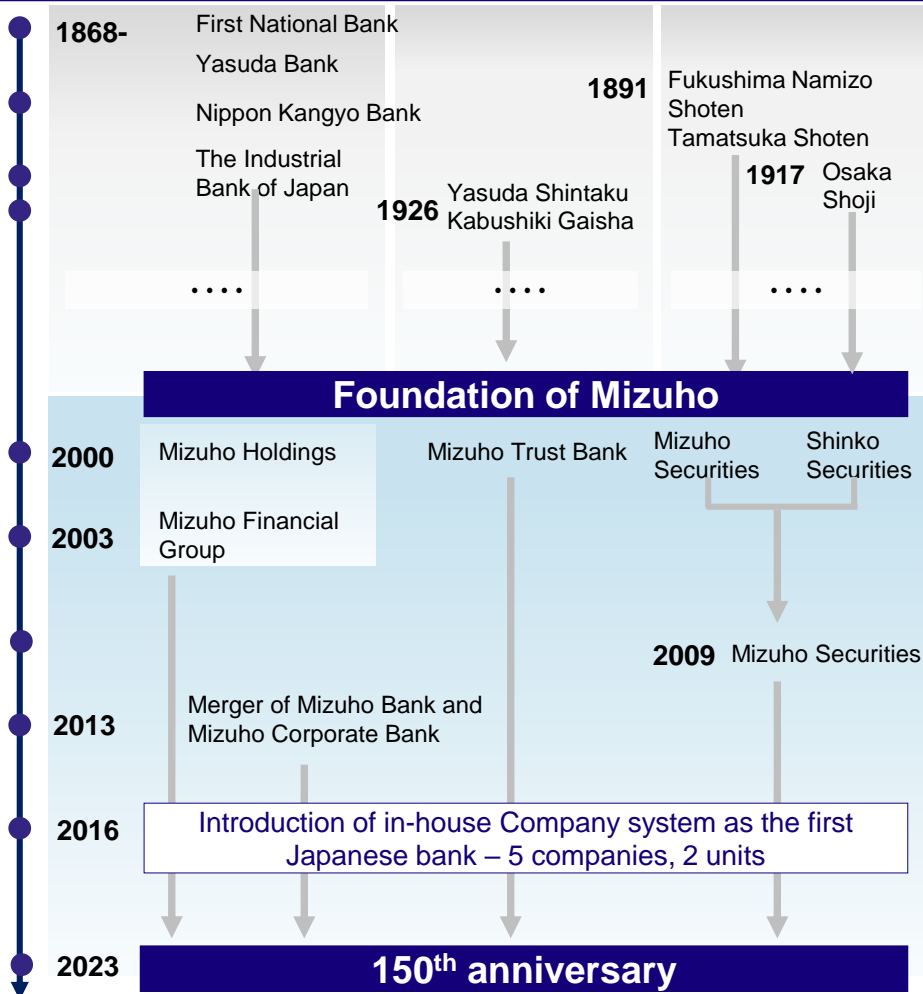 1868-
First National Bank
Yasuda Bank
Nippon Kangyo Bank
The Industrial
Bank of Japan
1926
Yasuda Shintaku
Kabushiki Gaisha
1891
Fukushima Namizo
Shoten
Tamatsuka Shoten
1917
Osaka
Shoji
....
....
....
Foundation of Mizuho
2000
Mizuho Holdings
Mizuho Trust Bank
Mizuho
Securities
Shinko
Securities
2003
Mizuho Financial
Group
2009 Mizuho Securities
2013
Merger of Mizuho Bank and
Mizuho Corporate Bank
2016
Introduction of in-house Company system as the first
Japanese bank – 5 companies, 2 units
2023
150th anniversary